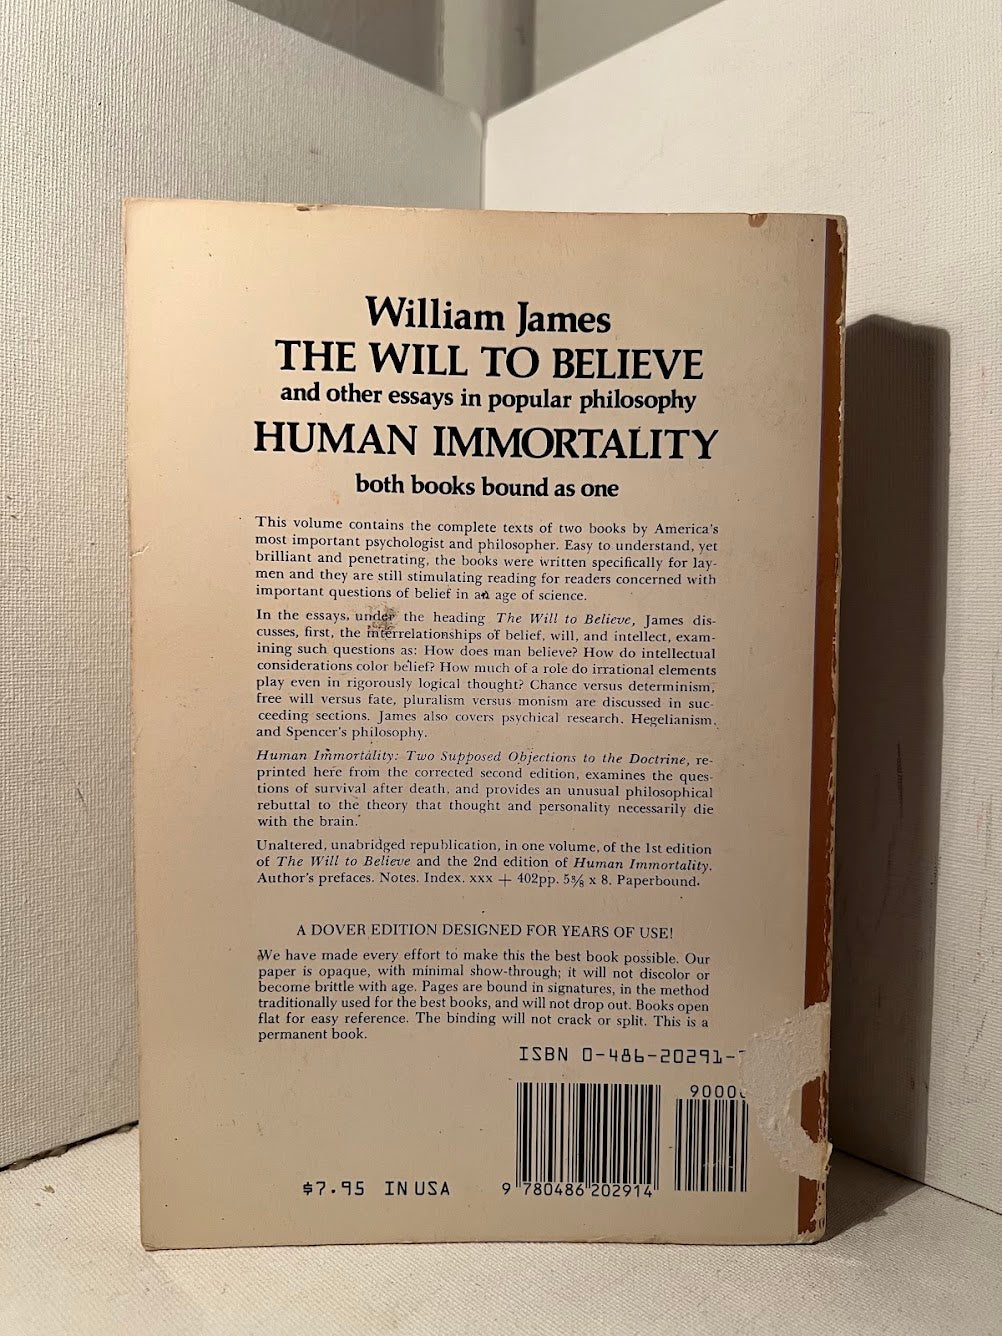 William James
THE WILL TO BELIEVE
and other essays in popular philosophy
HUMAN IMMORTALITY
both books bound as one
This volume contains the complete texts of two books by America's
most important psychologist and philosopher. Easy to understand, yet
brilliant and penetrating, the books were written specifically for lay-
men and they are still stimulating reading for readers concerned with
important questions of belief in an age of science.
In the essays, under the heading The Will to Believe, James dis-
cusses, first, the interrelationships of belief, will, and intellect, exam-
ining such questions as: How does man believe? How do intellectual
considerations color belief? How much of a role do irrational elements
play even in rigorously logical thought? Chance versus determinism,
free will versus fate, pluralism versus monism are discussed in suc-
ceeding sections. James also covers psychical research, Hegelianism,
and Spencer's philosophy.
Human Immortality: Two Supposed Objections to the Doctrine, re-
printed here from the corrected second edition, examines the ques-
tions of survival after death, and provides an unusual philosophical
rebuttal to the theory that thought and personality necessarily die
with the brain.
Unaltered, unabridged republication, in one volume, of the 1st edition
of The Will to Believe and the 2nd edition of Human Immortality.
Author's prefaces. Notes. Index. xxx + 402pp. 5⅜ x 8. Paperbound.
A DOVER EDITION DESIGNED FOR YEARS OF USE!
We have made every effort to make this the best book possible. Our
paper is opaque, with minimal show-through; it will not discolor or
become brittle with age. Pages are bound in signatures, in the method
traditionally used for the best books, and will not drop out. Books open
flat for easy reference. The binding will not crack or split. This is a
permanent book.
ISBN 0-486-20291-
9000
$7.95 IN USA
9 780486 202914